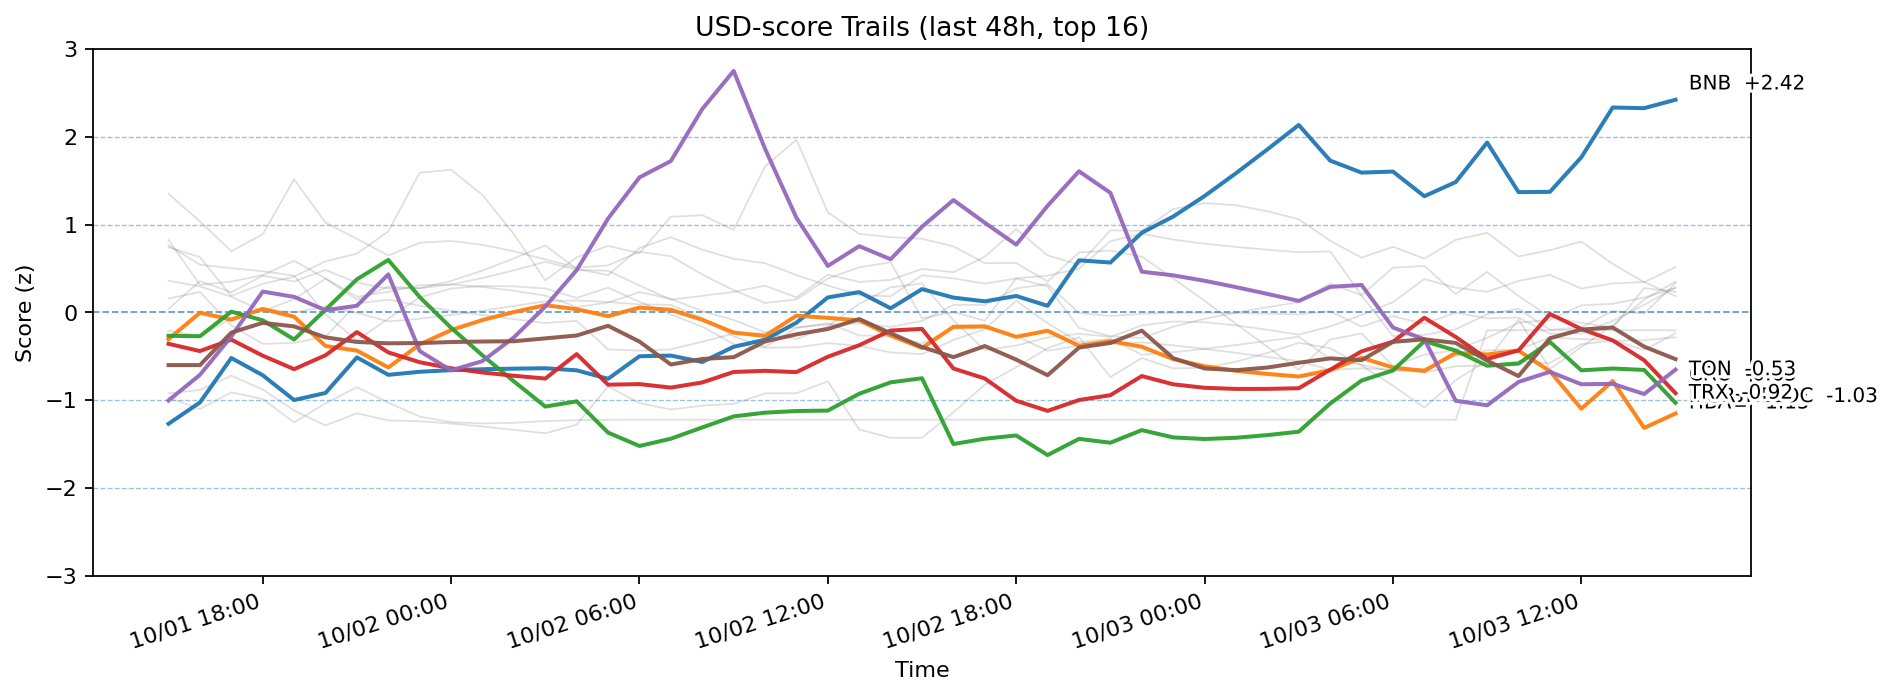 USD-score Trails (last 48h, top 16)
Score (z)
3
2
1
0
−1
−2
−3
BNB +2.42
TON -0.53
TRX -0.92
-1.03
10/01 18:00
10/02 00:00
10/02 06:00
10/02 12:00
10/02 18:00
10/03 00:00
10/03 06:00
10/03 12:00
Time